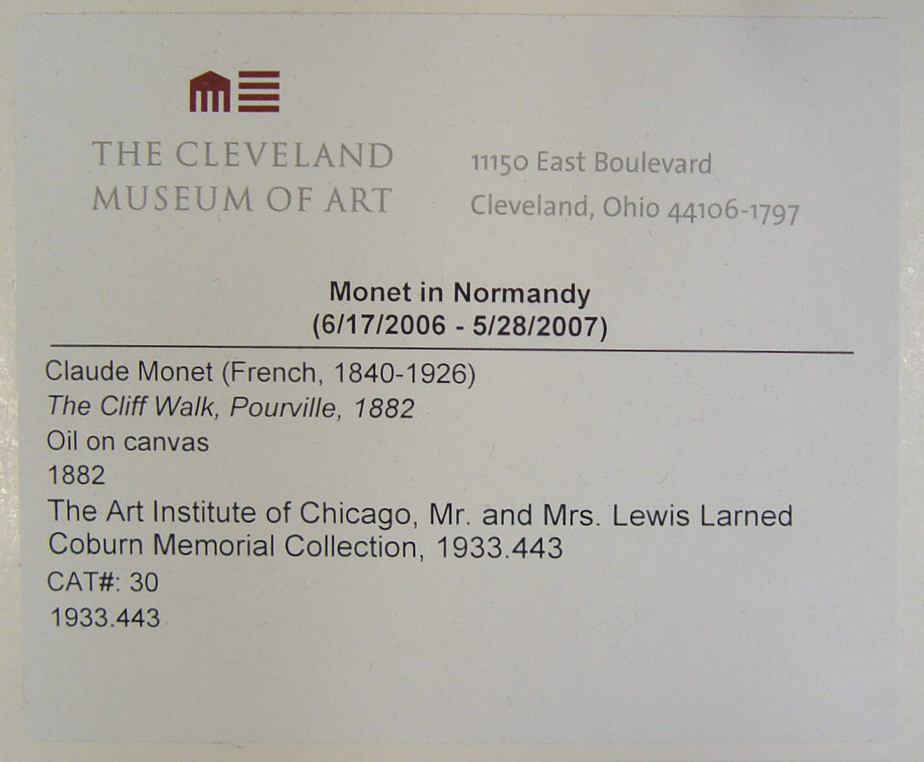 THE CLEVELAND
MUSEUM OF ART
11150 East Boulevard
Cleveland, Ohio 44106-1797
Monet in Normandy
(6/17/2006 - 5/28/2007)
Claude Monet (French, 1840-1926)
The Cliff Walk, Pourville, 1882
Oil on canvas
1882
The Art Institute of Chicago, Mr. and Mrs. Lewis Larned
Coburn Memorial Collection, 1933.443
CAT#: 30
1933.443